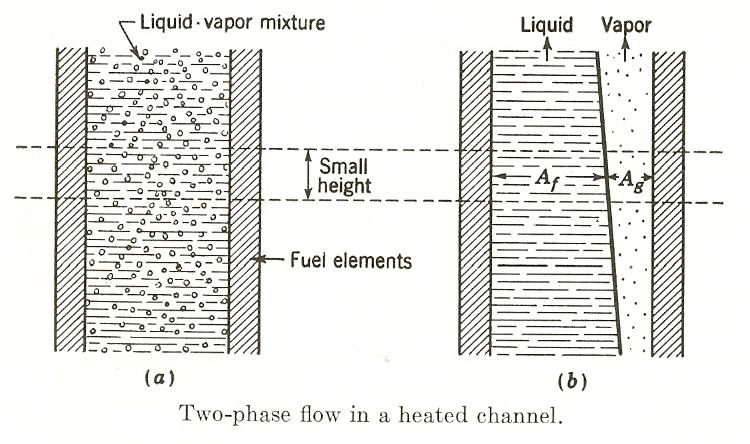 Liquid-vapor mixture
Liquid Vapor
Small
height
A_f A_g
Fuel elements
(a) (b)
Two-phase flow in a heated channel.